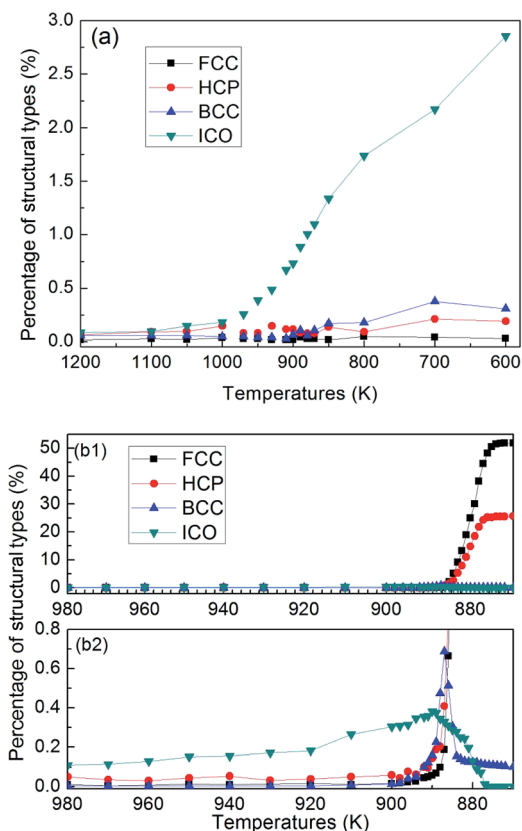 (a)
FCC
HCP
BCC
ICO
Percentage of structural types (%)
3.0
2.5
2.0
1.5
1.0
0.5
0.0
1200 1100 1000 900 800 700 600
Temperatures (K)
(b1)
FCC
HCP
BCC
ICO
50
40
30
20
10
0
980 960 940 920 900 880
Percentage of structural types (%)
(b2)
0.8
0.6
0.4
0.2
0.0
980 960 940 920 900 880
Temperatures (K)